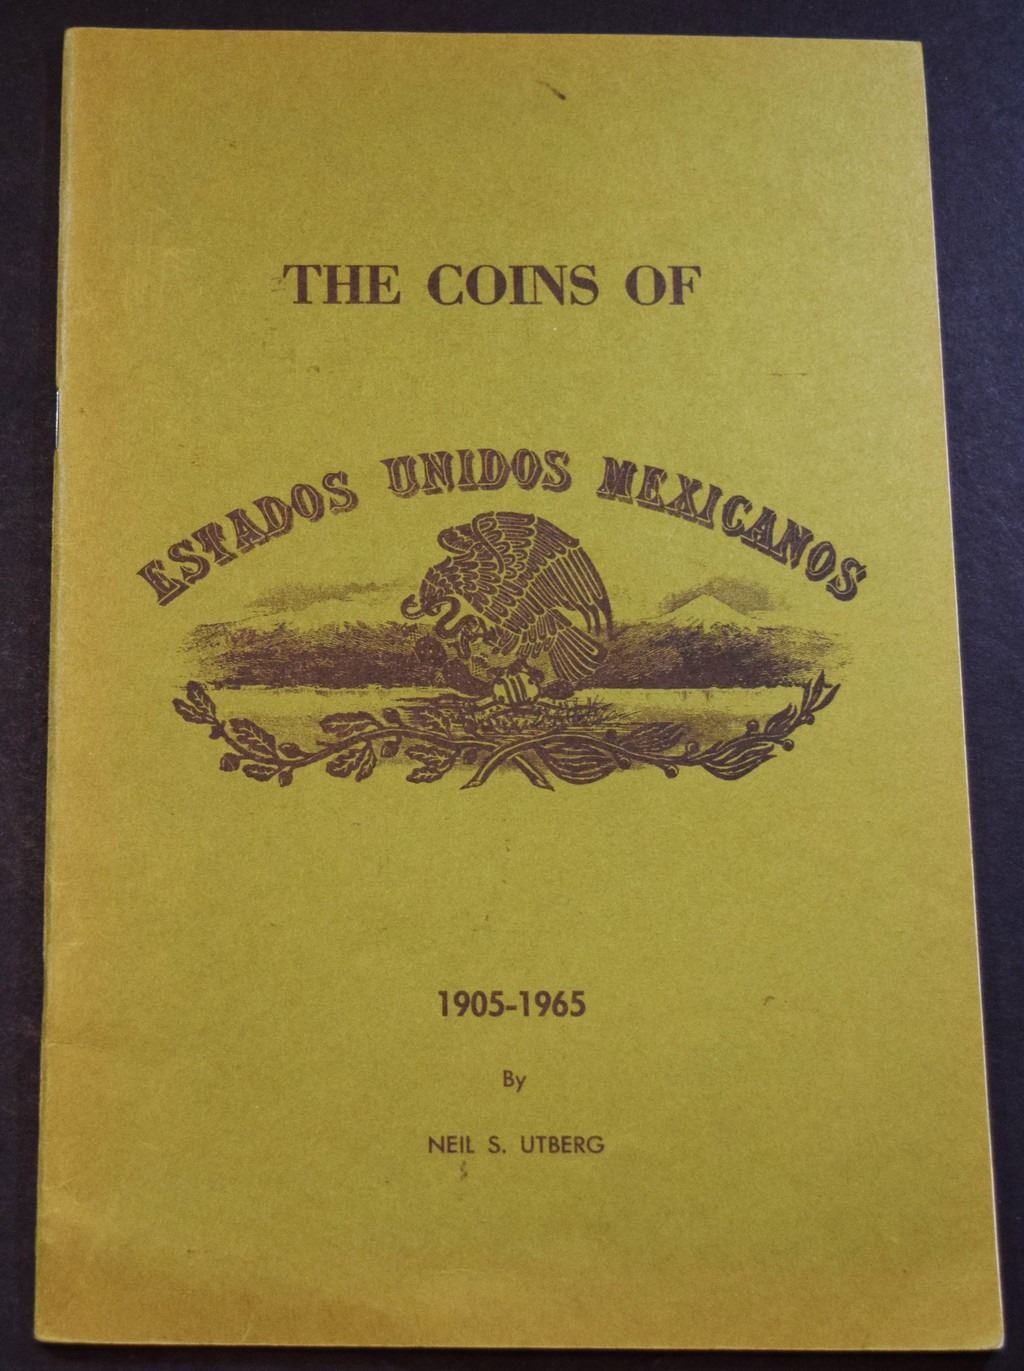 THE COINS OF
ESTADOS UNIDOS MEXICANOS
1905-1965
By
NEIL S. UTBERG